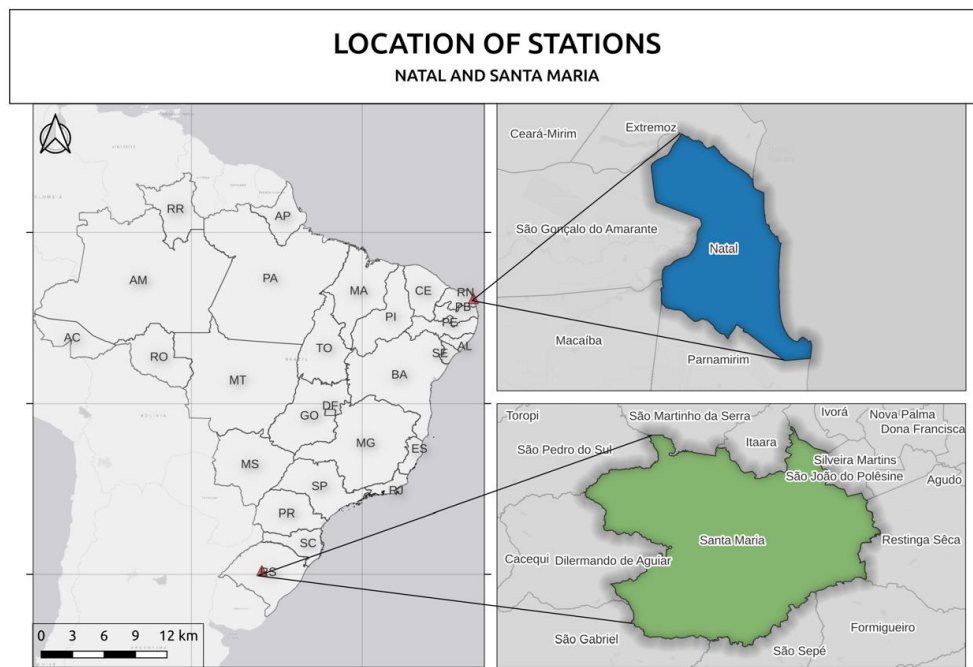 LOCATION OF STATIONS
NATAL AND SANTA MARIA
RR
AP
AM
PA
MA
CE
RN
PB
PI
PE
AC
RO
TO
SE
AL
MT
BA
GO
DF
MG
ES
MS
SP
RJ
PR
SC
RS
BOLIVIA
0 3 6 9 12 km
Ceará-Mirim
Extremoz
São Gonçalo do Amarante
Natal
Macaíba
Parnamirim
Toropi
São Martinho da Serra
Ivorá
Nova Palma
Dona Francisca
São Pedro do Sul
Itaara
Silveira Martins
São João do Polêsine
Agudo
Santa Maria
Restinga Sêca
Cacequi
Dilermando de Aguiar
São Gabriel
Formigueiro
São Sepé